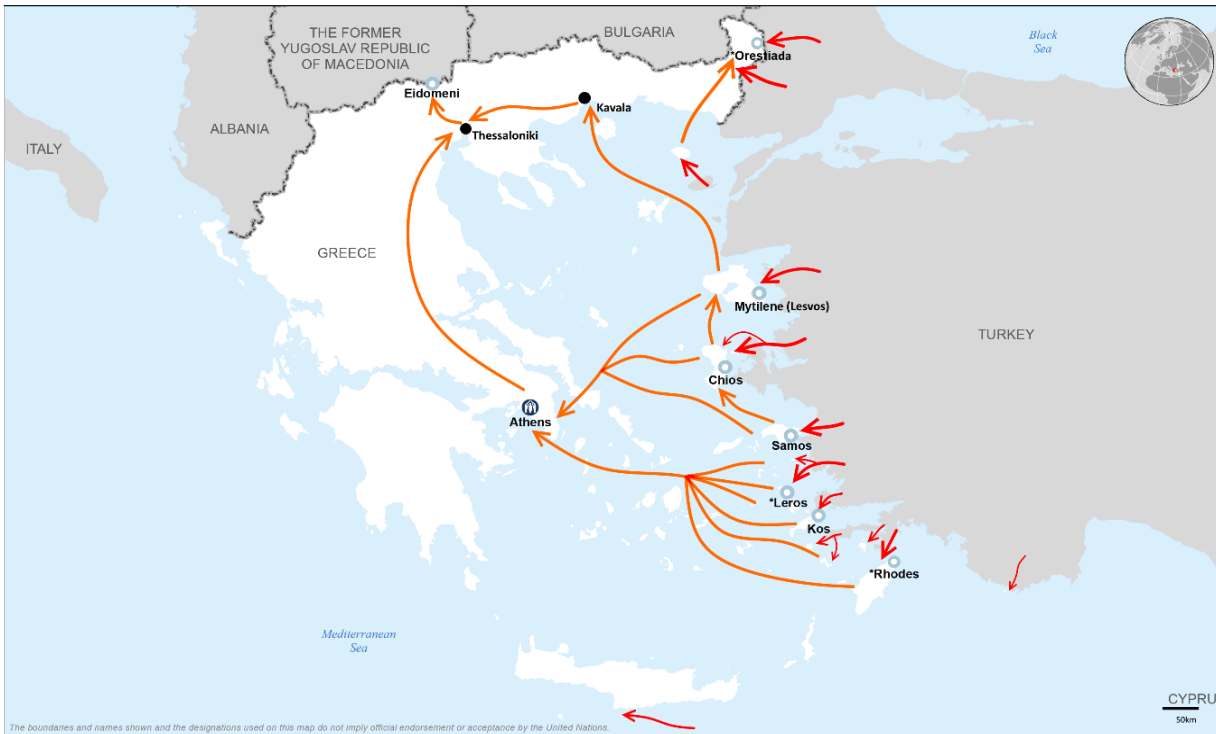 THE FORMER
YUGOSLAV REPUBLIC
OF MACEDONIA
BULGARIA
Black
Sea
*Orestiada
Eidomeni
Kavala
ALBANIA
Thessaloniki
ITALY
GREECE
Mytilene (Lesvos)
TURKEY
Chios
Athens
Samos
*Leros
Kos
*Rhodes
Mediterranean
Sea
CYPRU
50km
The boundaries and names shown and the designations used on this map do not imply official endorsement or acceptance by the United Nations.